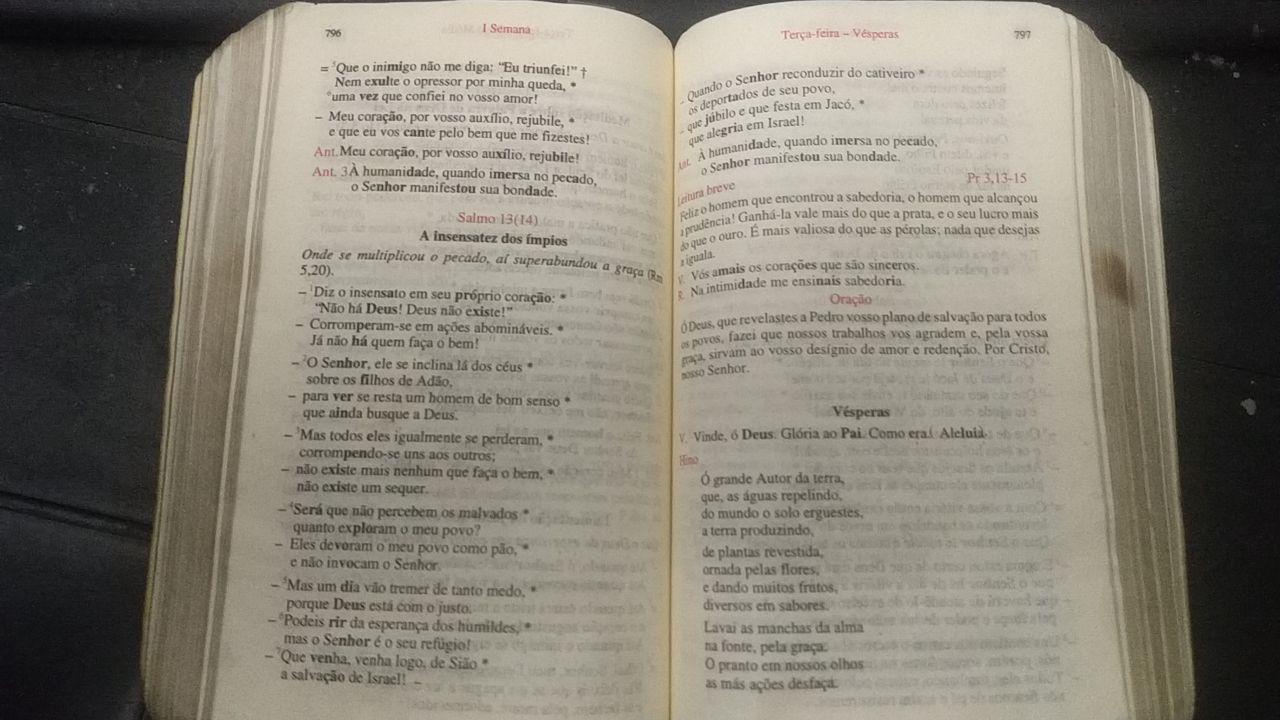 796
I Semana
= ⁵Que o inimigo não me diga: “Eu triunfei!” †
Nem exulte o opressor por minha queda, *
⁶uma vez que confiei no vosso amor!
– Meu coração, por vosso auxílio, rejubile, *
e que eu vos cante pelo bem que me fizestes!
Ant. Meu coração, por vosso auxílio, rejubile!
Ant. 3 À humanidade, quando imersa no pecado,
o Senhor manifestou sua bondade.
Salmo 13(14)
A insensatez dos ímpios
Onde se multiplicou o pecado, aí superabundou a graça (Rm
5,20).
– ¹Diz o insensato em seu próprio coração: *
“Não há Deus! Deus não existe!”
– Corromperam-se em ações abomináveis. *
Já não há quem faça o bem!
– ²O Senhor, ele se inclina lá dos céus *
sobre os filhos de Adão,
– para ver se resta um homem de bom senso *
que ainda busque a Deus.
– ³Mas todos eles igualmente se perderam, *
corrompendo-se uns aos outros;
– não existe mais nenhum que faça o bem, *
não existe um sequer.
– ⁴Será que não percebem os malvados *
quanto exploram o meu povo?
– Eles devoram o meu povo como pão, *
e não invocam o Senhor.
– ⁵Mas um dia vão tremer de tanto medo, *
porque Deus está com o justo.
– ⁶Podeis rir da esperança dos humildes, *
mas o Senhor é o seu refúgio!
– ⁷Que venha, venha logo, de Sião *
a salvação de Israel!
Terça-feira – Vésperas
797
– Quando o Senhor reconduzir do cativeiro *
os deportados de seu povo,
– que júbilo e que festa em Jacó, *
que alegria em Israel!
Ant. À humanidade, quando imersa no pecado,
o Senhor manifestou sua bondade.
Leitura breve Pr 3,13-15
Feliz o homem que encontrou a sabedoria, o homem que alcançou
a prudência! Ganhá-la vale mais do que a prata, e o seu lucro mais
do que o ouro. É mais valiosa do que as pérolas; nada que desejas
a iguala.
V. Vós amais os corações que são sinceros.
R. Na intimidade me ensinais sabedoria.
Oração
Ó Deus, que revelastes a Pedro vosso plano de salvação para todos
os povos, fazei que nossos trabalhos vos agradem e, pela vossa
graça, sirvam ao vosso desígnio de amor e redenção. Por Cristo,
nosso Senhor.
Vésperas
V. Vinde, ó Deus. Glória ao Pai. Como era. Aleluia.
Hino
Ó grande Autor da terra,
que, as águas repelindo,
do mundo o solo erguestes,
a terra produzindo,
de plantas revestida,
ornada pelas flores,
e dando muitos frutos,
diversos em sabores.
Lavai as manchas da alma
na fonte, pela graça.
O pranto em nossos olhos
as más ações desfaça.